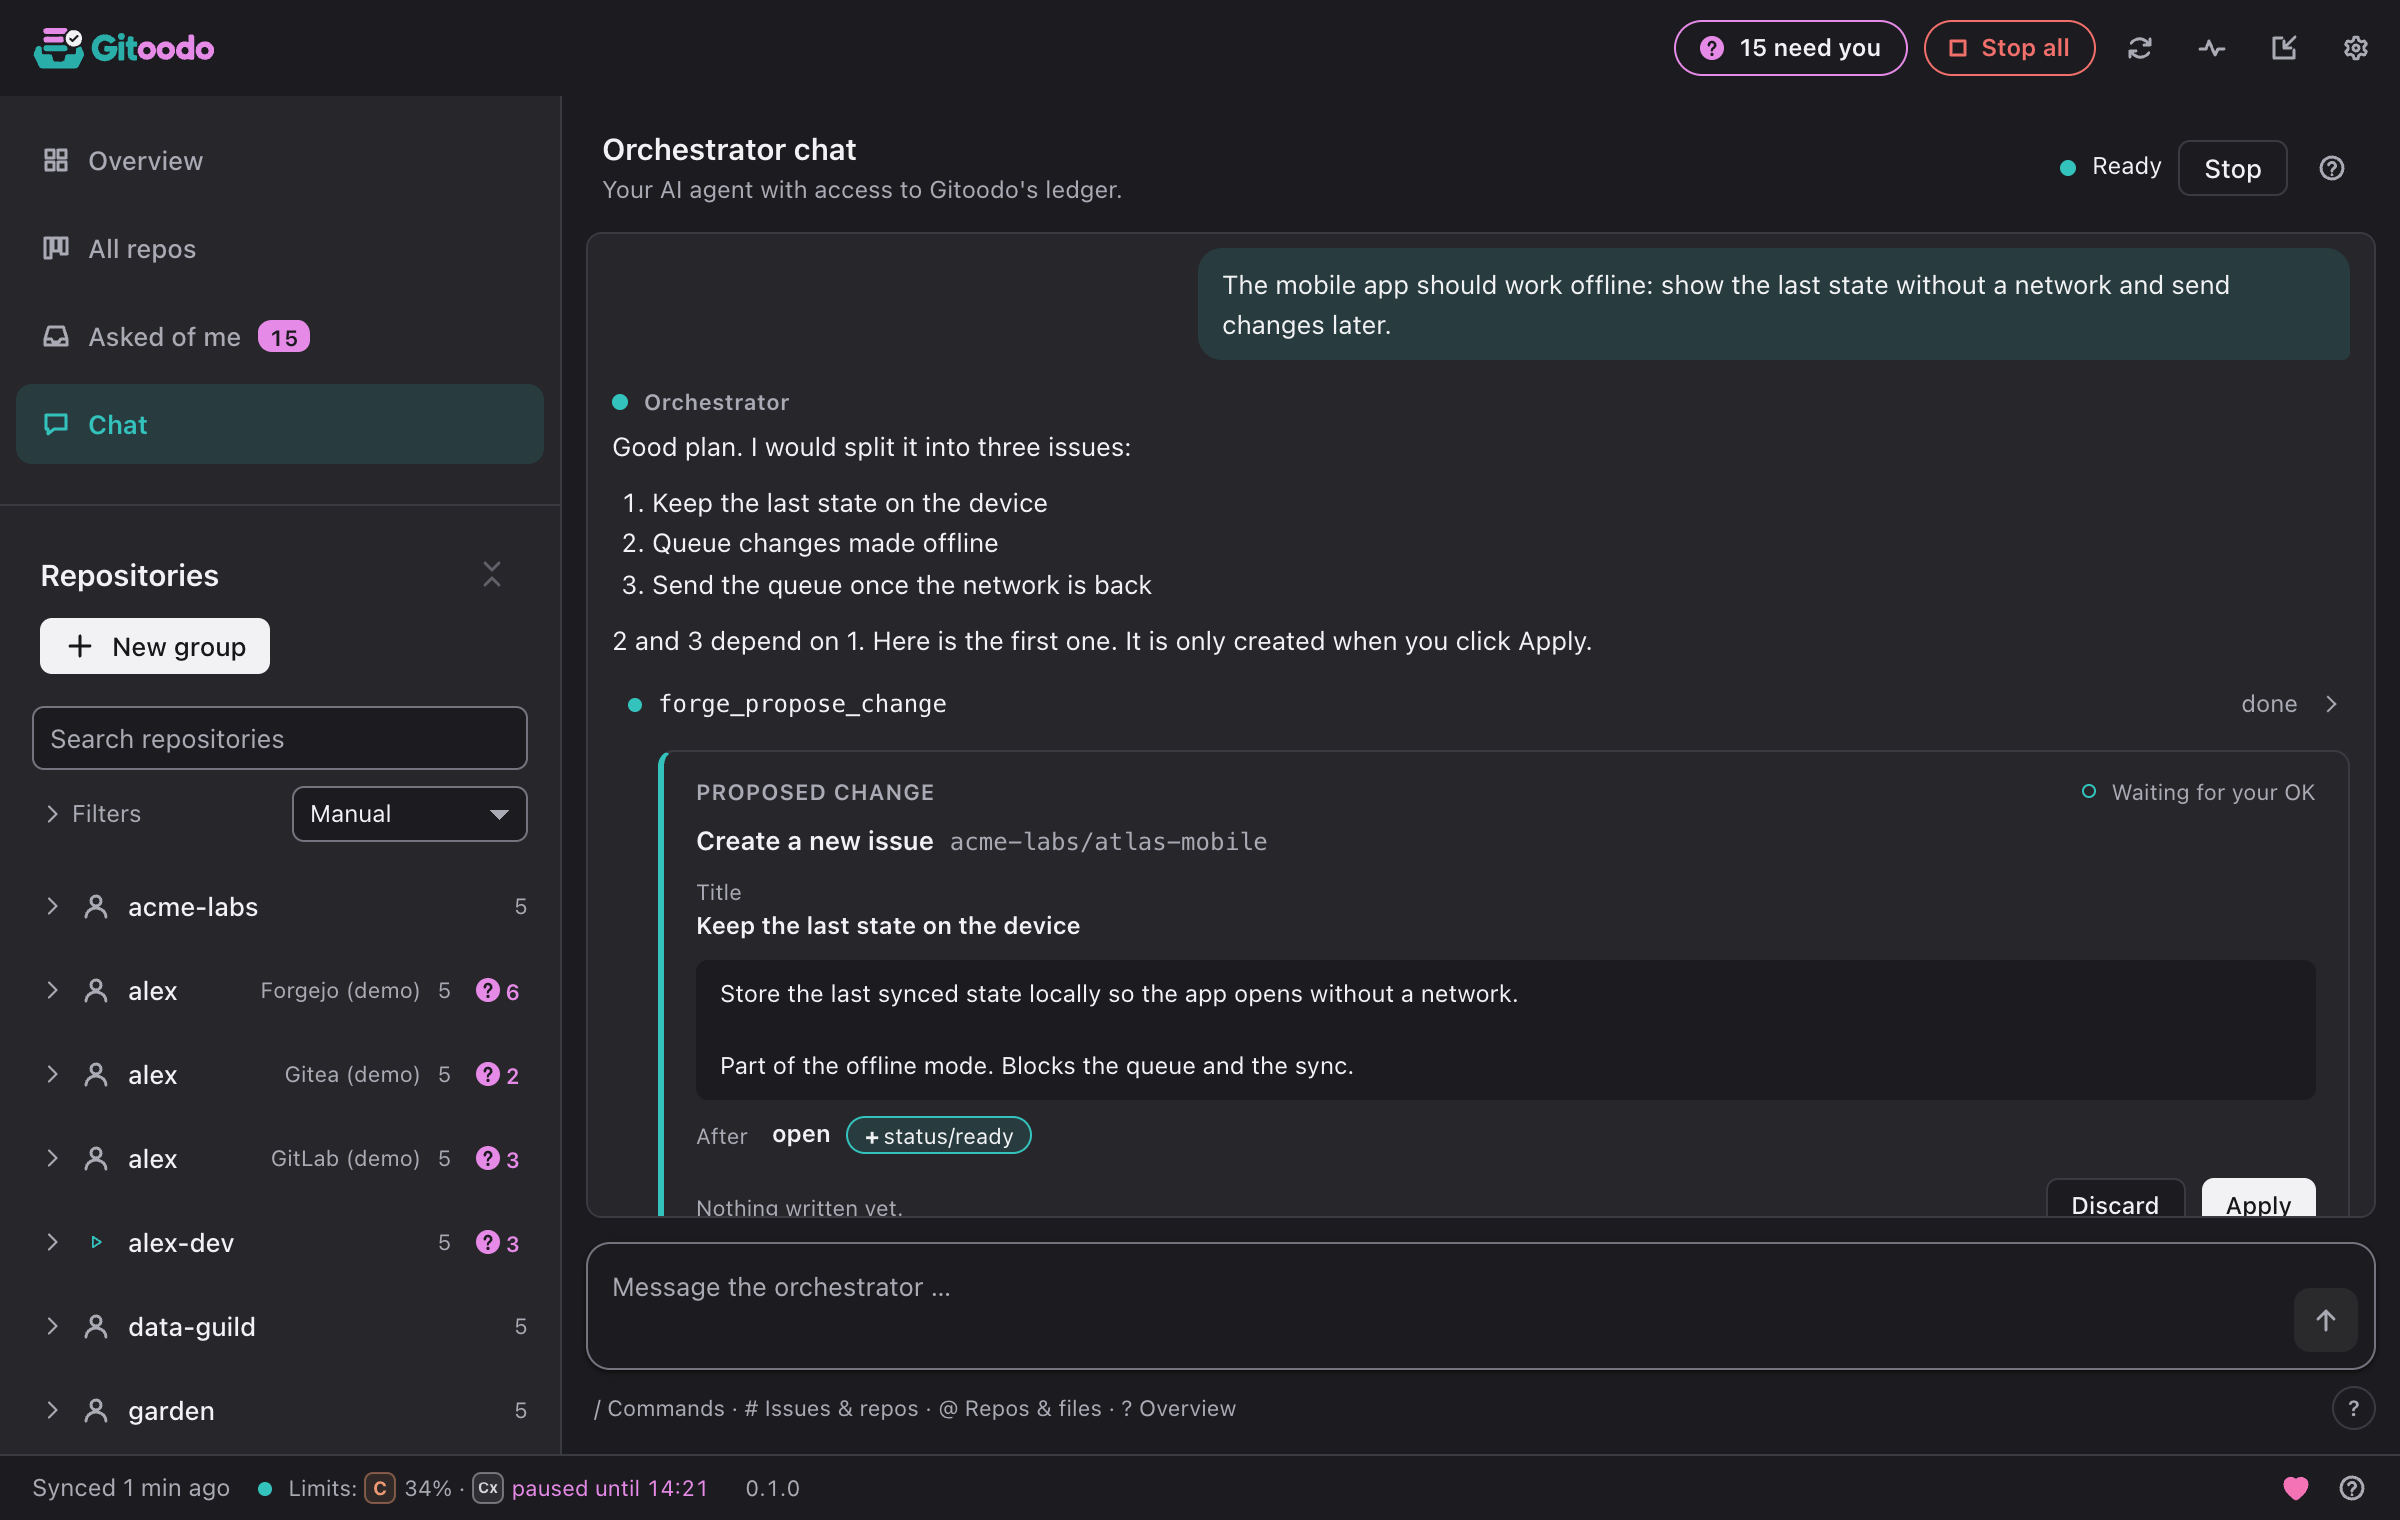 Gitoodo
? 15 need you
Stop all
Overview
All repos
Asked of me 15
Chat
Repositories
+ New group
Search repositories
Filters
Manual
acme-labs 5
alex Forgejo (demo) 5 ? 6
alex Gitea (demo) 5 ? 2
alex GitLab (demo) 5 ? 3
alex-dev 5 ? 3
data-guild 5
garden 5
Orchestrator chat
Your AI agent with access to Gitoodo's ledger.
Ready
Stop
?
The mobile app should work offline: show the last state without a network and send
changes later.
Orchestrator
Good plan. I would split it into three issues:
1. Keep the last state on the device
2. Queue changes made offline
3. Send the queue once the network is back
2 and 3 depend on 1. Here is the first one. It is only created when you click Apply.
forge_propose_change done
PROPOSED CHANGE
Waiting for your OK
Create a new issue acme-labs/atlas-mobile
Title
Keep the last state on the device
Store the last synced state locally so the app opens without a network.
Part of the offline mode. Blocks the queue and the sync.
After open +status/ready
Nothing written yet.
Discard
Apply
Message the orchestrator ...
/ Commands · # Issues & repos · @ Repos & files · ? Overview
?
Synced 1 min ago
Limits: C 34% · Cx paused until 14:21
0.1.0
?